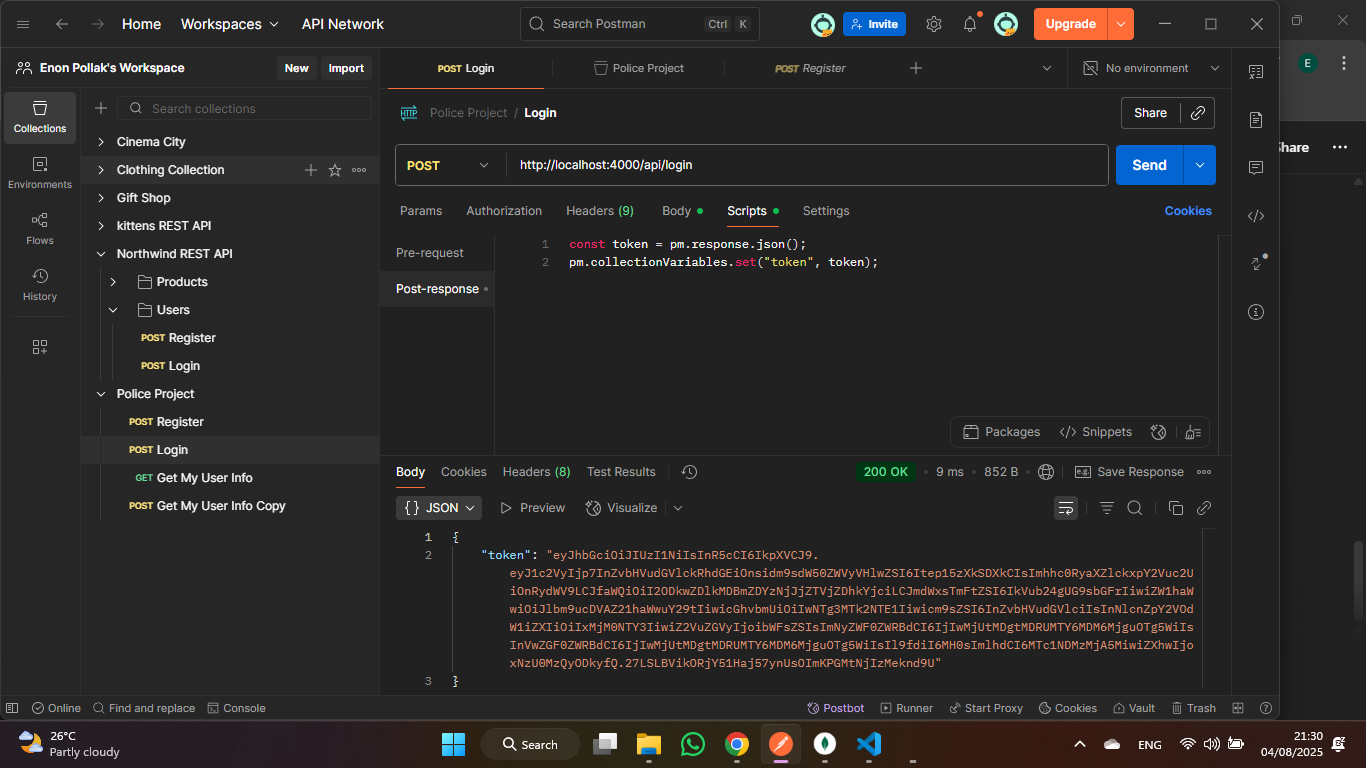 Home Workspaces API Network Search Postman Ctrl K Invite Upgrade
Enon Pollak's Workspace New Import POST Login Police Project POST Register No environment
E
Collections
Search collections
Police Project / Login Share
Share
Cinema City
Clothing Collection
POST http://localhost:4000/api/login Send
Environments
Gift Shop
kittens REST API
Params Authorization Headers (9) Body Scripts Settings Cookies
Flows
Northwind REST API
Pre-request
1 const token = pm.response.json();
2 pm.collectionVariables.set("token", token);
Products
Post-response
History
Users
POST Register
POST Login
Police Project
POST Register
POST Login
GET Get My User Info
POST Get My User Info Copy
Packages Snippets
Body Cookies Headers (8) Test Results 200 OK 9 ms 852 B e.g. Save Response
{} JSON Preview Visualize
1 {
2 "token": "eyJhbGciOiJIUzI1NiIsInR5cCI6IkpXVCJ9.
3 }
Online Find and replace Console Postbot Runner Start Proxy Cookies Vault Trash
26°C
Partly cloudy
Search
ENG
21:30
04/08/2025